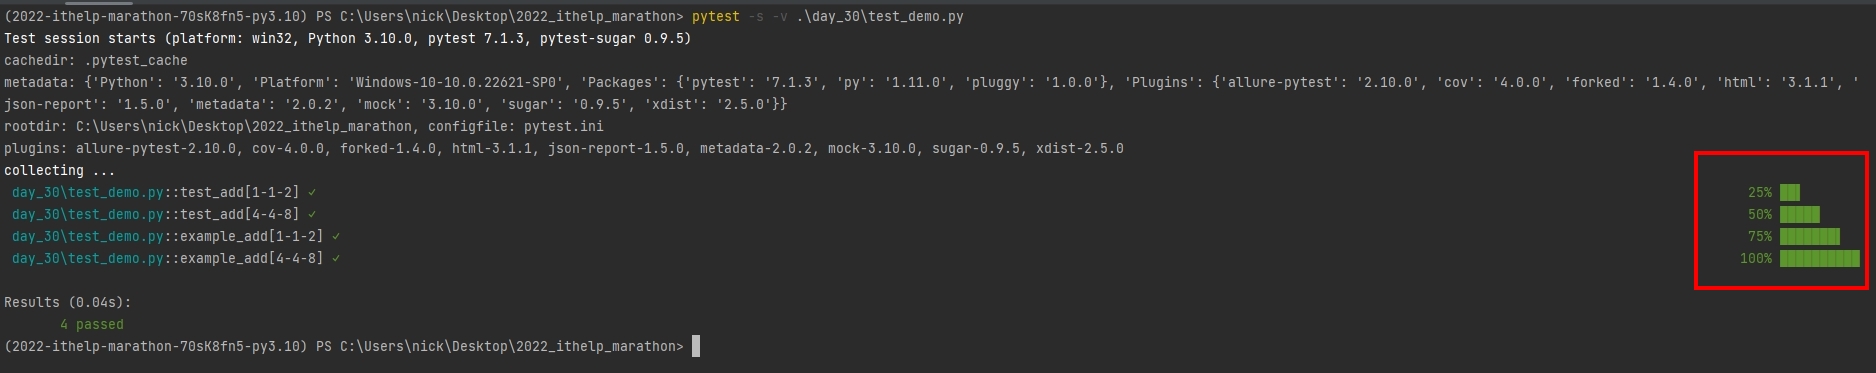 (2022-ithelp-marathon-70sK8fn5-py3.10) PS C:\Users\nick\Desktop\2022_ithelp_marathon> pytest -s -v .\day_30\test_demo.py
Test session starts (platform: win32, Python 3.10.0, pytest 7.1.3, pytest-sugar 0.9.5)
cachedir: .pytest_cache
metadata: {'Python': '3.10.0', 'Platform': 'Windows-10-10.0.22621-SP0', 'Packages': {'pytest': '7.1.3', 'py': '1.11.0', 'pluggy': '1.0.0'}, 'Plugins': {'allure-pytest': '2.10.0', 'cov': '4.0.0', 'forked': '1.4.0', 'html': '3.1.1', '
json-report': '1.5.0', 'metadata': '2.0.2', 'mock': '3.10.0', 'sugar': '0.9.5', 'xdist': '2.5.0'}}
rootdir: C:\Users\nick\Desktop\2022_ithelp_marathon, configfile: pytest.ini
plugins: allure-pytest-2.10.0, cov-4.0.0, forked-1.4.0, html-3.1.1, json-report-1.5.0, metadata-2.0.2, mock-3.10.0, sugar-0.9.5, xdist-2.5.0
collecting ...
day_30\test_demo.py::test_add[1-1-2] ✓ 25%
day_30\test_demo.py::test_add[4-4-8] ✓ 50%
day_30\test_demo.py::example_add[1-1-2] ✓ 75%
day_30\test_demo.py::example_add[4-4-8] ✓ 100%
Results (0.04s):
4 passed
(2022-ithelp-marathon-70sK8fn5-py3.10) PS C:\Users\nick\Desktop\2022_ithelp_marathon>